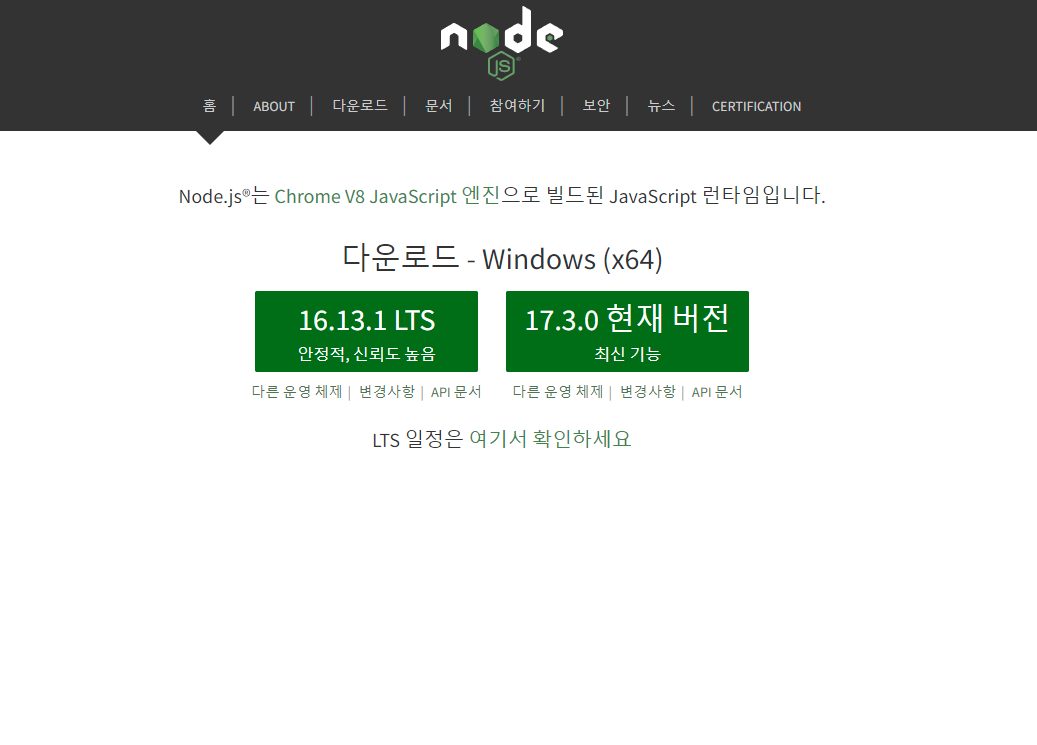 node
JS
홈 | ABOUT | 다운로드 | 문서 | 참여하기 | 보안 | 뉴스 | CERTIFICATION
Node.js®는 Chrome V8 JavaScript 엔진으로 빌드된 JavaScript 런타임입니다.
다운로드 - Windows (x64)
16.13.1 LTS
안정적, 신뢰도 높음
17.3.0 현재 버전
최신 기능
다른 운영 체제 | 변경사항 | API 문서
다른 운영 체제 | 변경사항 | API 문서
LTS 일정은 여기서 확인하세요